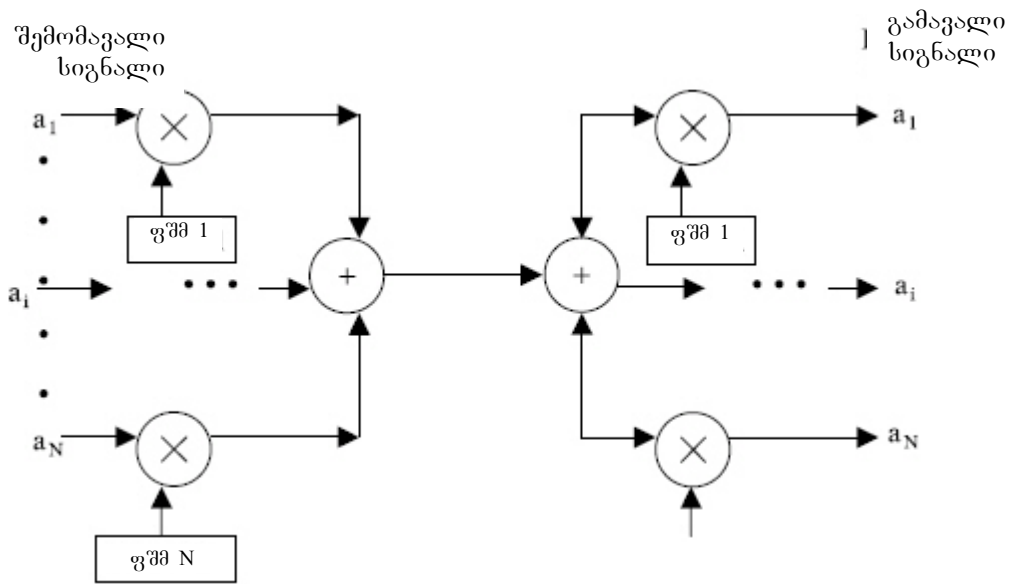 შემომავალი
სიგნალი
გამავალი
სიგნალი
a1
a1
ფშმ 1
ფშმ 1
+
+
ai
ai
aN
aN
ფშმ N